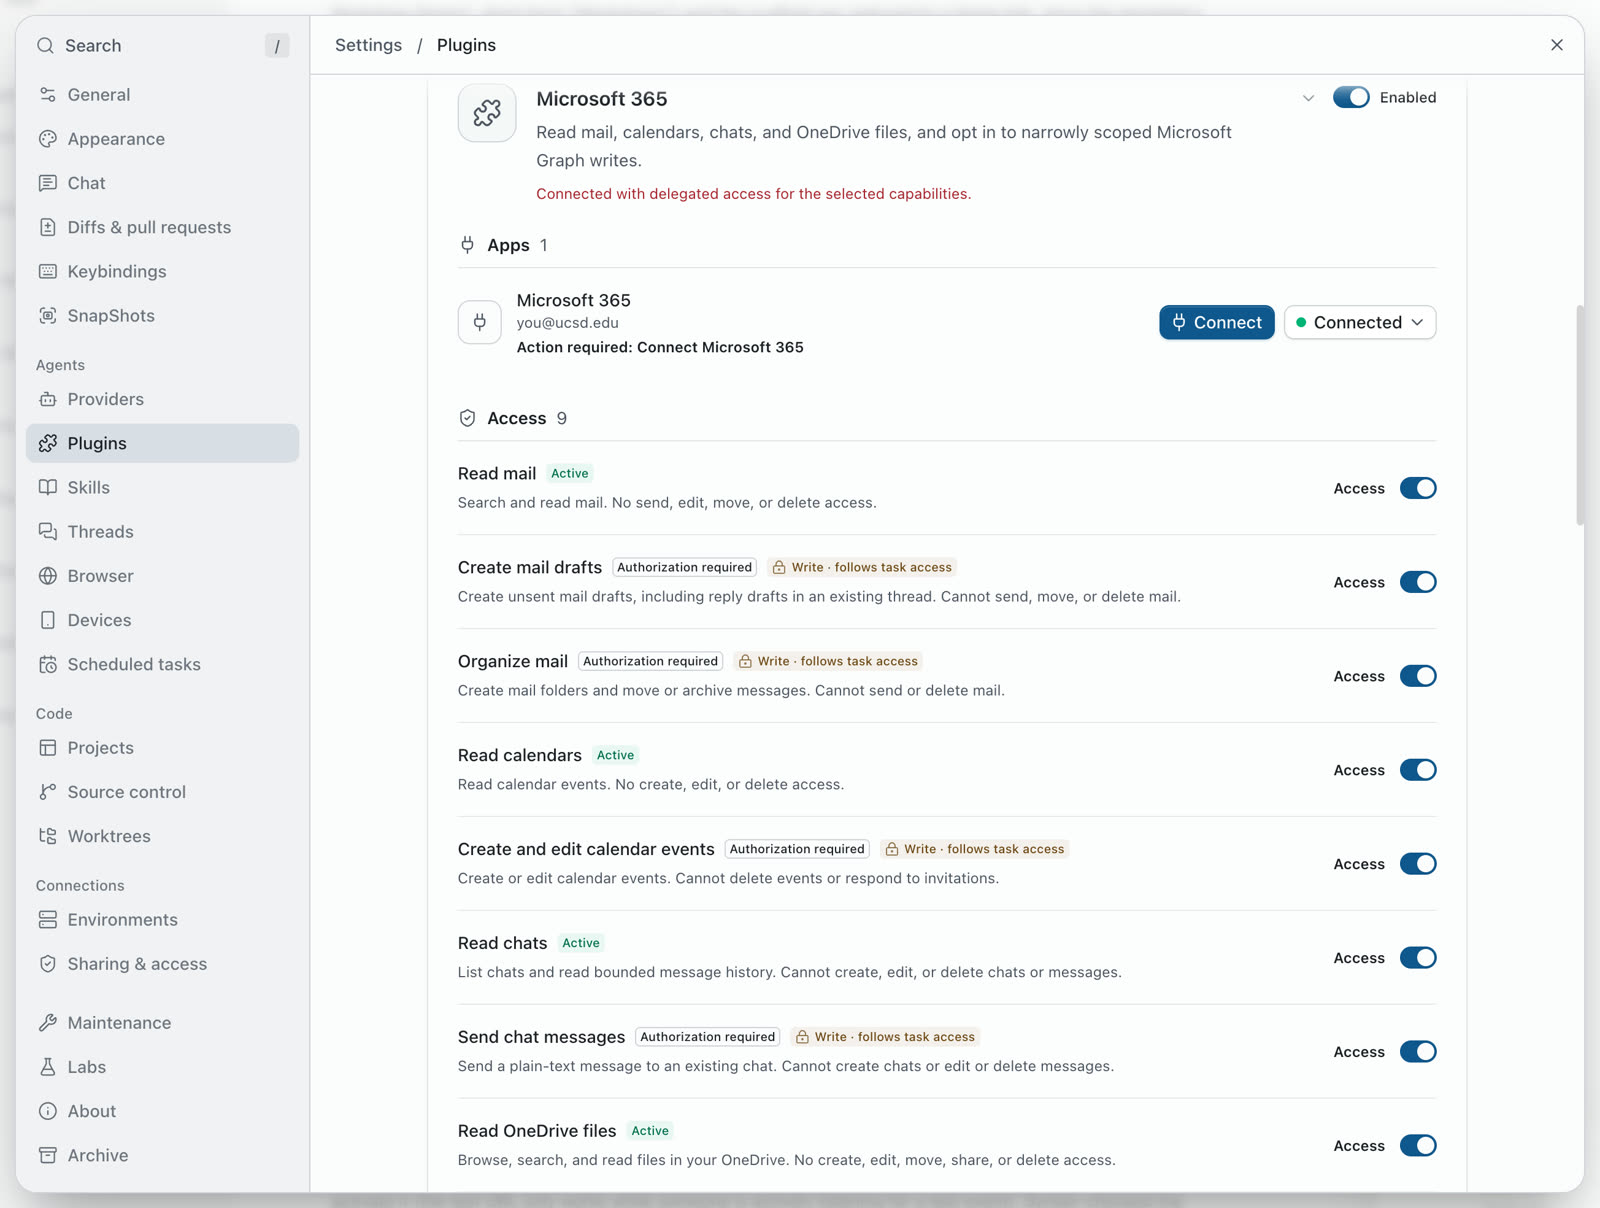 Search
/
General
Appearance
Chat
Diffs & pull requests
Keybindings
SnapShots
Agents
Providers
Plugins
Skills
Threads
Browser
Devices
Scheduled tasks
Code
Projects
Source control
Worktrees
Connections
Environments
Sharing & access
Maintenance
Labs
About
Archive
Settings / Plugins
Microsoft 365
Enabled
Read mail, calendars, chats, and OneDrive files, and opt in to narrowly scoped Microsoft
Graph writes.
Connected with delegated access for the selected capabilities.
Apps 1
Microsoft 365
you@ucsd.edu
Action required: Connect Microsoft 365
Connect
Connected
Access 9
Read mail Active
Search and read mail. No send, edit, move, or delete access.
Access
Create mail drafts Authorization required Write · follows task access
Create unsent mail drafts, including reply drafts in an existing thread. Cannot send, move, or delete mail.
Access
Organize mail Authorization required Write · follows task access
Create mail folders and move or archive messages. Cannot send or delete mail.
Access
Read calendars Active
Read calendar events. No create, edit, or delete access.
Access
Create and edit calendar events Authorization required Write · follows task access
Create or edit calendar events. Cannot delete events or respond to invitations.
Access
Read chats Active
List chats and read bounded message history. Cannot create, edit, or delete chats or messages.
Access
Send chat messages Authorization required Write · follows task access
Send a plain-text message to an existing chat. Cannot create chats or edit or delete messages.
Access
Read OneDrive files Active
Browse, search, and read files in your OneDrive. No create, edit, move, share, or delete access.
Access